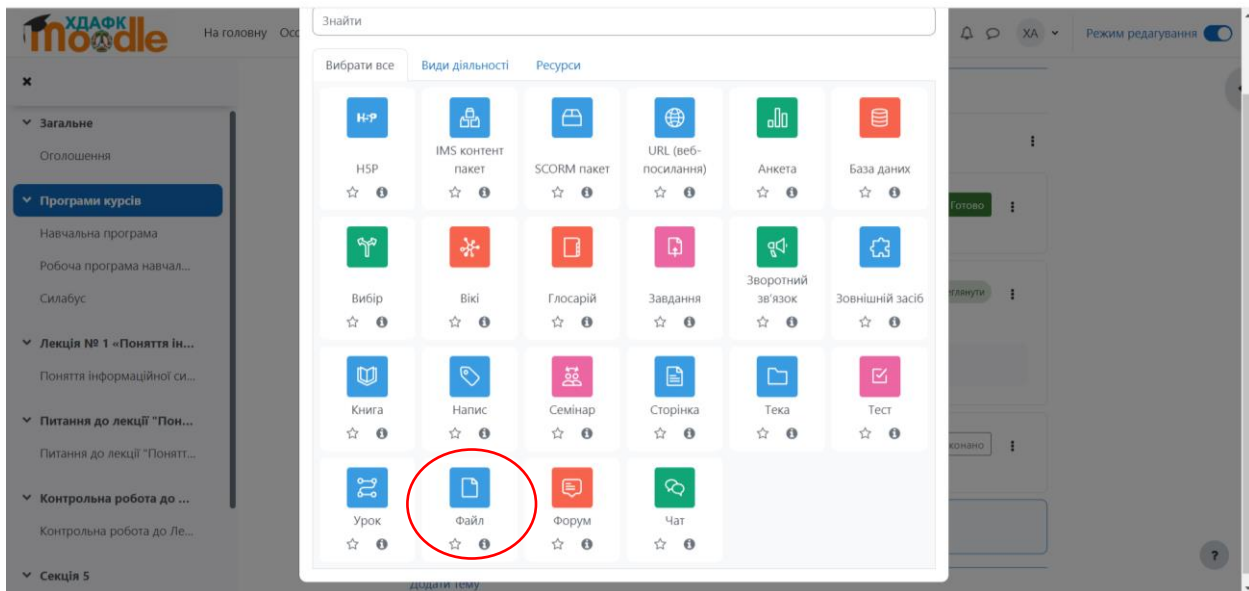 ХДАФК
moodle
На головну Осо
ХА
Режим редагування
Знайти
Вибрати все Види діяльності Ресурси
H5P
IMS контент пакет
SCORM пакет
URL (веб-посилання)
Анкета
База даних
Вибір
Вікі
Глосарій
Завдання
Зворотний зв'язок
Зовнішній засіб
Книга
Напис
Семінар
Сторінка
Тека
Тест
Урок
Файл
Форум
Чат
Загальне
Оголошення
Програми курсів
Навчальна програма
Робоча програма навчал...
Силабус
Лекція № 1 «Поняття ін...
Поняття інформаційної си...
Питання до лекції "Пон...
Питання до лекції "Понятт...
Контрольна робота до ...
Контрольна робота до Ле...
Секція 5
Готово
глянути
конано
Додати тему
?